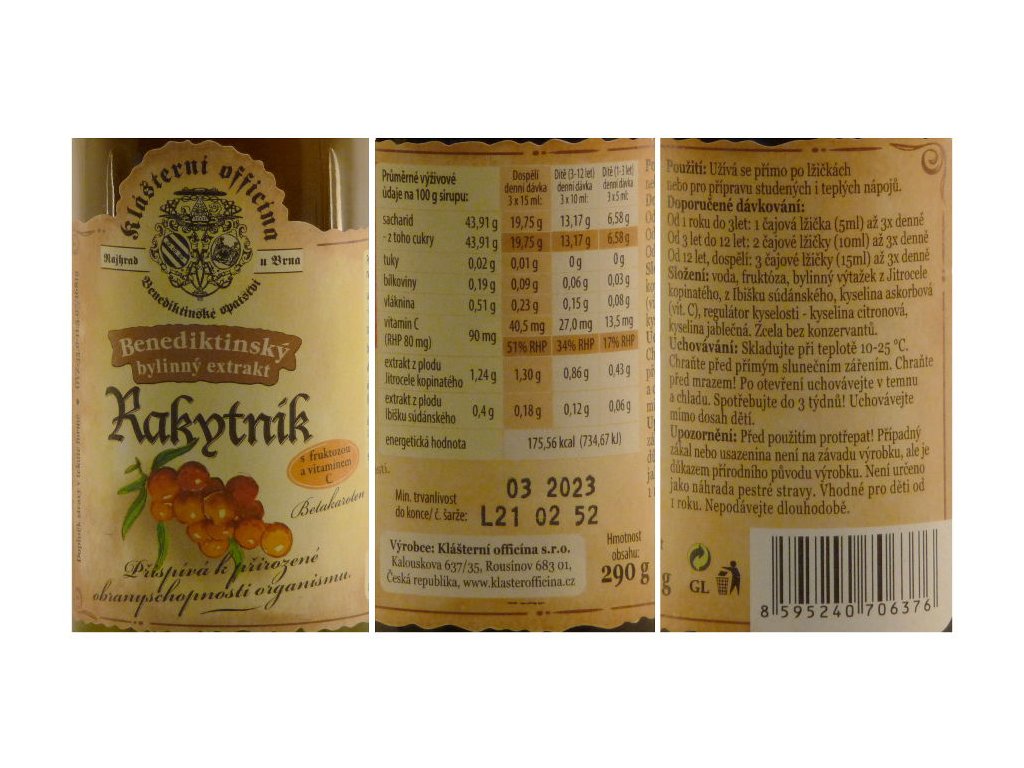 Klášterní officina
Rajhrad u Brna
Benediktinské opatství
Benediktinský
bylinný extrakt
Rakytník
s fruktozou
a vitamínem
C
Betakaroten
Přispívá k přirozené
obranyschopnosti organismu.
Průměrné výživové
údaje na 100 g sirupu:
Dospělí
denní dávka
3 x 15 ml:
Dítě (3-12 let)
denní dávka
3 x 10 ml:
Dítě (1-3 let)
denní dávka
3 x 5 ml:
sacharid 43,91 g 19,75 g 13,17 g 6,58 g
- z toho cukry 43,91 g 19,75 g 13,17 g 6,58 g
tuky 0,02 g 0,01 g 0 g 0 g
bílkoviny 0,19 g 0,09 g 0,06 g 0,03 g
vláknina 0,51 g 0,23 g 0,15 g 0,08 g
vitamin C
(RHP 80 mg) 90 mg
40,5 mg 27,0 mg 13,5 mg
51% RHP 34% RHP 17% RHP
extrakt z plodu
Jitrocele kopinatého 1,24 g 1,30 g 0,86 g 0,43 g
extrakt z plodu
Ibišku súdánského 0,4 g 0,18 g 0,12 g 0,06 g
energetická hodnota 175,56 kcal (734,67 kJ)
Min. trvanlivost 03 2023
do konce/ č. šarže: L21 02 52
Výrobce: Klášterní officína s.r.o.
Kalouskova 637/35, Rousínov 683 01,
Česká republika, www.klasterofficina.cz
Hmotnost
obsahu:
290 g
Použití: Užívá se přímo po lžičkách
nebo pro přípravu studených i teplých nápojů.
Doporučené dávkování:
Od 1 roku do 3let: 1 čajová lžička (5ml) až 3x denně
Od 3 let do 12 let: 2 čajové lžičky (10ml) až 3x denně
Od 12 let, dospělí: 3 čajové lžičky (15ml) až 3x denně
Složení: voda, fruktóza, bylinný výtažek z Jitrocele
kopinatého, z Ibišku súdánského, kyselina askorbová
(vit. C), regulátor kyselosti - kyselina citronová,
kyselina jablečná. Zcela bez konzervantů.
Uchovávání: Skladujte při teplotě 10-25 °C.
Chraňte před přímým slunečním zářením. Chraňte
před mrazem! Po otevření uchovávejte v temnu
a chladu. Spotřebujte do 3 týdnů! Uchovávejte
mimo dosah dětí.
Upozornění: Před použitím protřepat! Případný
zákal nebo usazenina není na závadu výrobku, ale je
důkazem přírodního původu výrobku. Není určeno
jako náhrada pestré stravy. Vhodné pro děti od
1 roku. Nepodávejte dlouhodobě.
GL
8 595240 706376